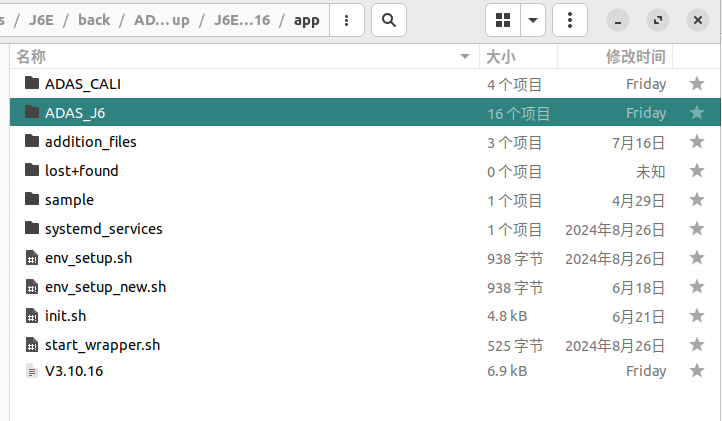 s / J6E / back / AD…up / J6E…16 / app
名称 大小 修改时间
ADAS_CALI 4 个项目 Friday
ADAS_J6 16 个项目 Friday
addition_files 3 个项目 7月16日
lost+found 0 个项目 未知
sample 1 个项目 4月29日
systemd_services 1 个项目 2024年8月26日
env_setup.sh 938 字节 2024年8月26日
env_setup_new.sh 938 字节 6月18日
init.sh 4.8 kB 6月21日
start_wrapper.sh 525 字节 2024年8月26日
V3.10.16 6.9 kB Friday